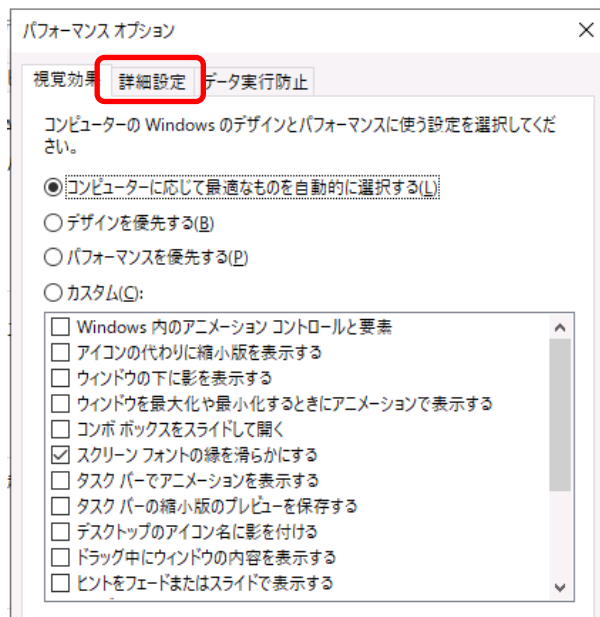 パフォーマンス オプション
視覚効果 詳細設定 データ実行防止
コンピューターの Windows のデザインとパフォーマンスに使う設定を選択してくだ
さい。
コンピューターに応じて最適なものを自動的に選択する(L)
デザインを優先する(B)
パフォーマンスを優先する(P)
カスタム(C):
Windows 内のアニメーション コントロールと要素
アイコンの代わりに縮小版を表示する
ウィンドウの下に影を表示する
ウィンドウを最大化や最小化するときにアニメーションで表示する
コンボ ボックスをスライドして開く
スクリーン フォントの縁を滑らかにする
タスク バーでアニメーションを表示する
タスク バーの縮小版のプレビューを保存する
デスクトップのアイコン名に影を付ける
ドラッグ中にウィンドウの内容を表示する
ヒントをフェードまたはスライドで表示する